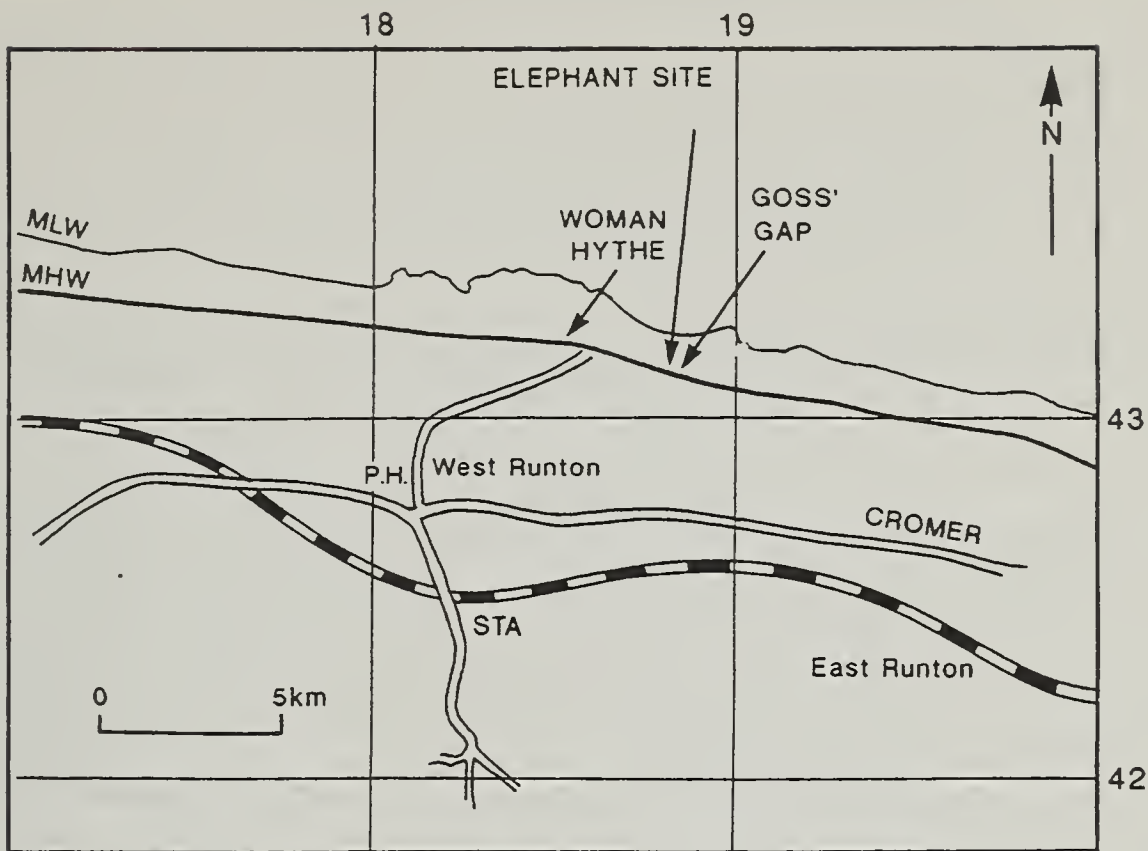 18
19
ELEPHANT SITE
N
GOSS'
GAP
WOMAN
HYTHE
MLW
MHW
43
P.H.
West Runton
CROMER
STA
East Runton
0 5km
42